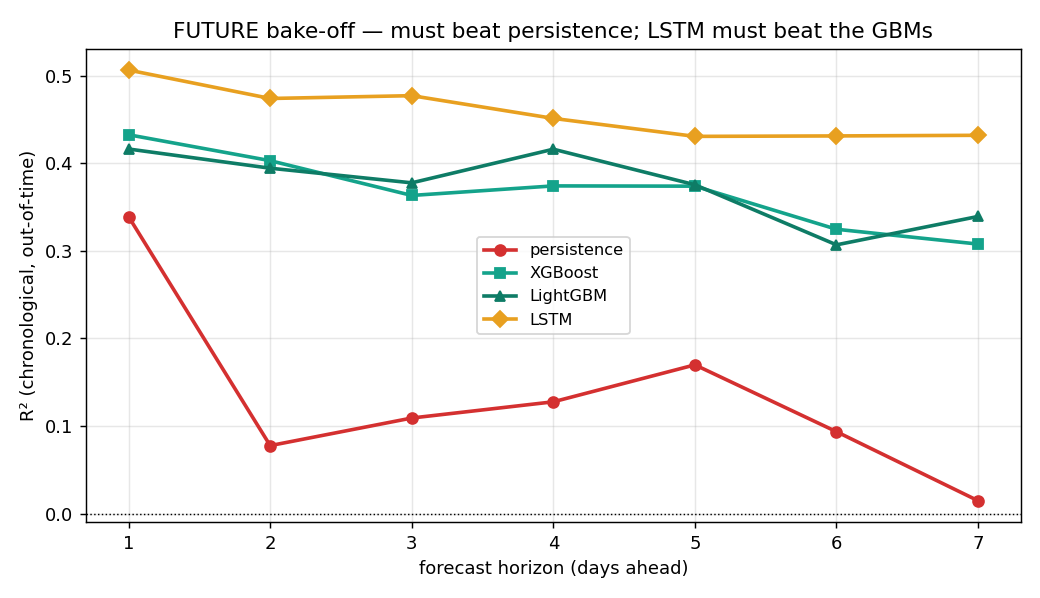 FUTURE bake-off — must beat persistence; LSTM must beat the GBMs
R² (chronological, out-of-time)
0.5
0.4
0.3
0.2
0.1
0.0
persistence
XGBoost
LightGBM
LSTM
1 2 3 4 5 6 7
forecast horizon (days ahead)